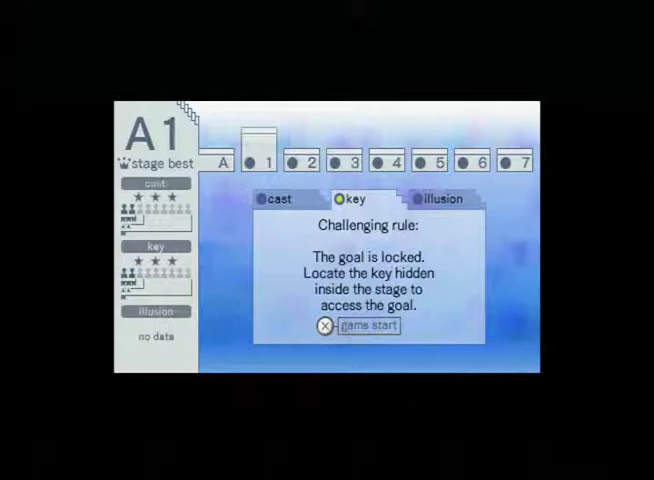 A1
stage best
cast
key
illusion
no data
A 1 2 3 4 5 6 7
cast key illusion
Challenging rule:
The goal is locked.
Locate the key hidden
inside the stage to
access the goal.
X game start